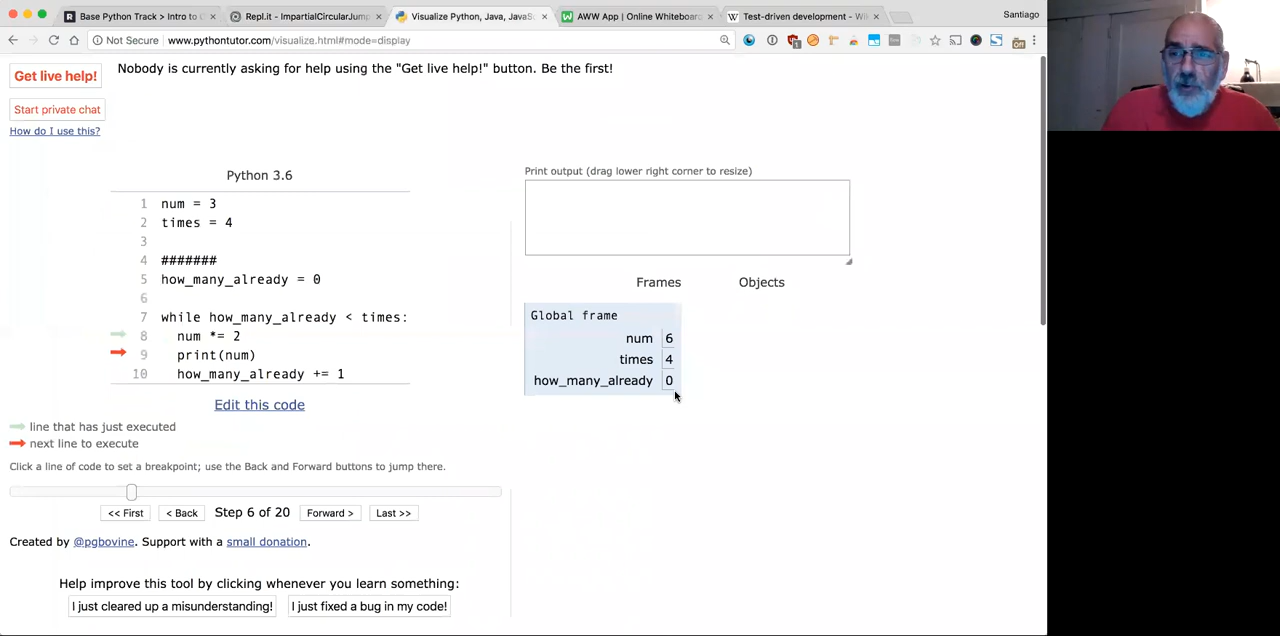 Base Python Track > Intro to C
Repl.it - ImpartialCircularJump
Visualize Python, Java, JavaSc
AWW App | Online Whiteboard
Test-driven development - Wik
Santiago
Not Secure
www.pythontutor.com/visualize.html#mode=display
Get live help!
Nobody is currently asking for help using the "Get live help!" button. Be the first!
Start private chat
How do I use this?
Python 3.6
1 num = 3
2 times = 4
3
4 #######
5 how_many_already = 0
6
7 while how_many_already < times:
8 num *= 2
9 print(num)
10 how_many_already += 1
Edit this code
line that has just executed
next line to execute
Click a line of code to set a breakpoint; use the Back and Forward buttons to jump there.
<< First
< Back
Step 6 of 20
Forward >
Last >>
Created by @pgbovine. Support with a small donation.
Help improve this tool by clicking whenever you learn something:
I just cleared up a misunderstanding!
I just fixed a bug in my code!
Print output (drag lower right corner to resize)
Frames
Objects
Global frame
num 6
times 4
how_many_already 0